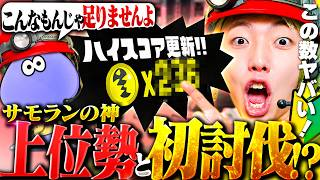 こんなもんじゃ足りませんよ
ハイスコア更新!!
x236
この数ヤバい!
サモランの神
上位勢と初討伐!?